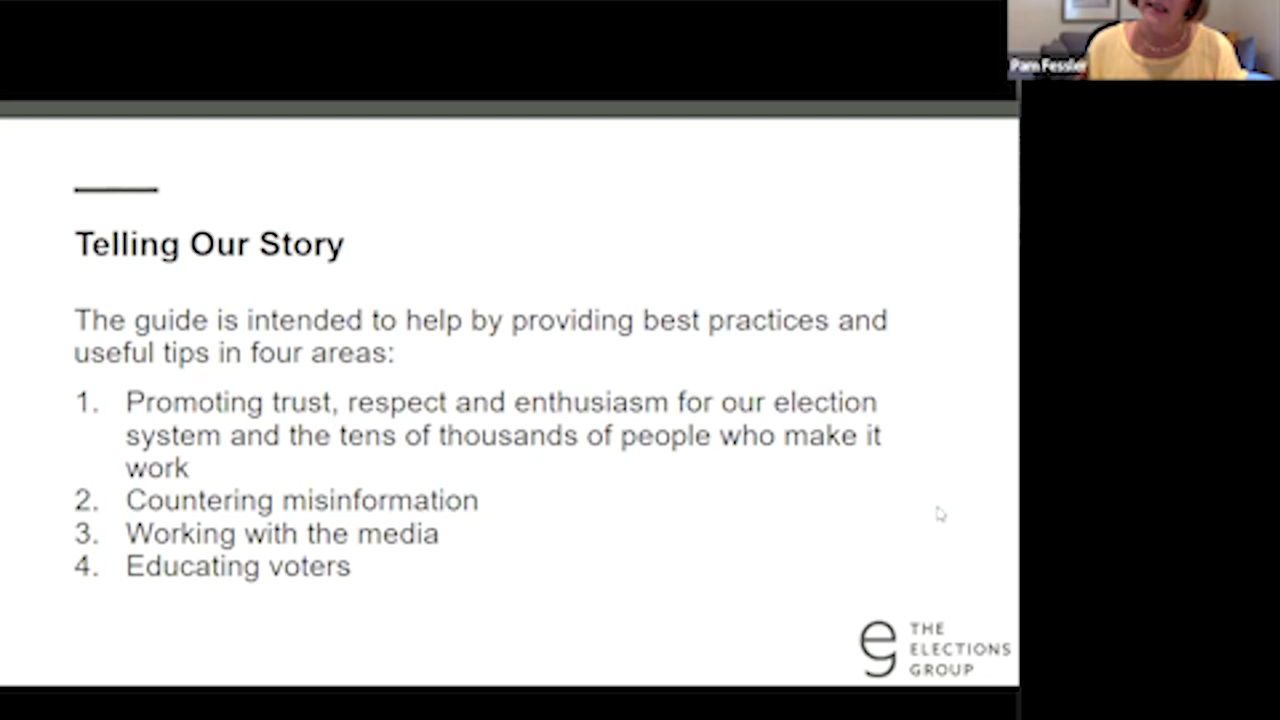 Pam Fessler
Telling Our Story
The guide is intended to help by providing best practices and
useful tips in four areas:
1. Promoting trust, respect and enthusiasm for our election
system and the tens of thousands of people who make it
work
2. Countering misinformation
3. Working with the media
4. Educating voters
eg THE
ELECTIONS
GROUP